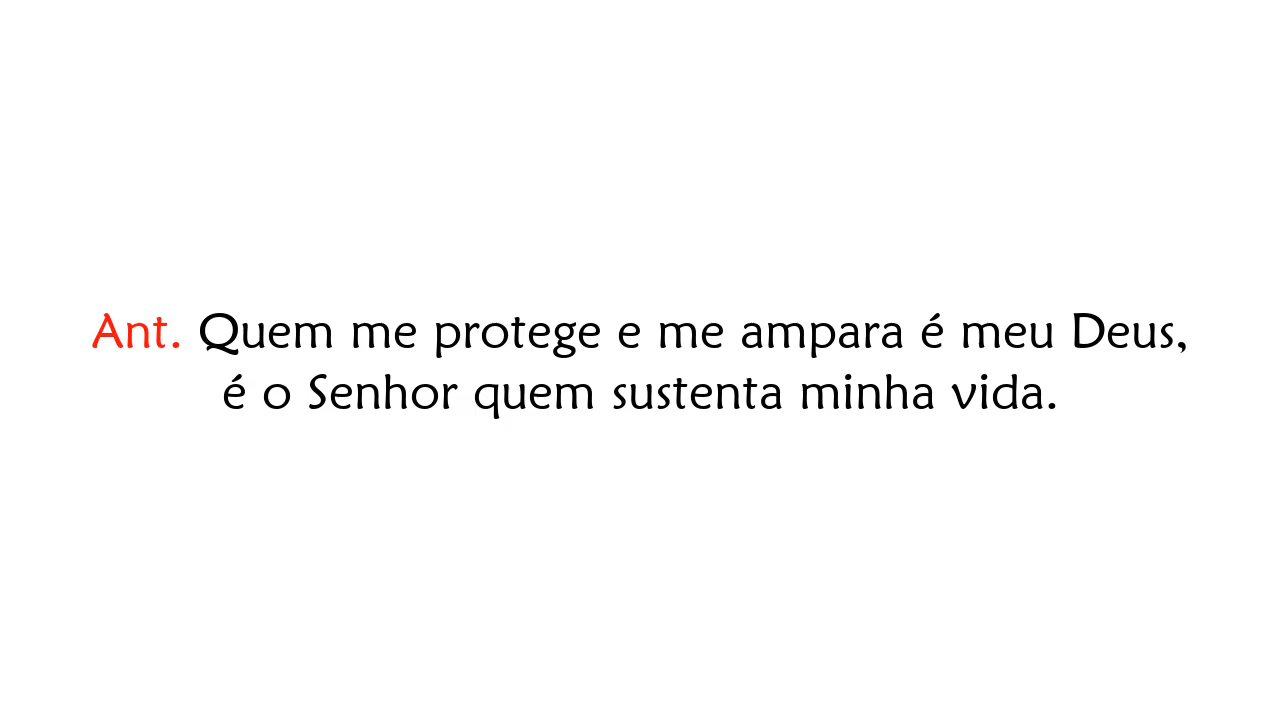 Ant. Quem me protege e me ampara é meu Deus,
é o Senhor quem sustenta minha vida.